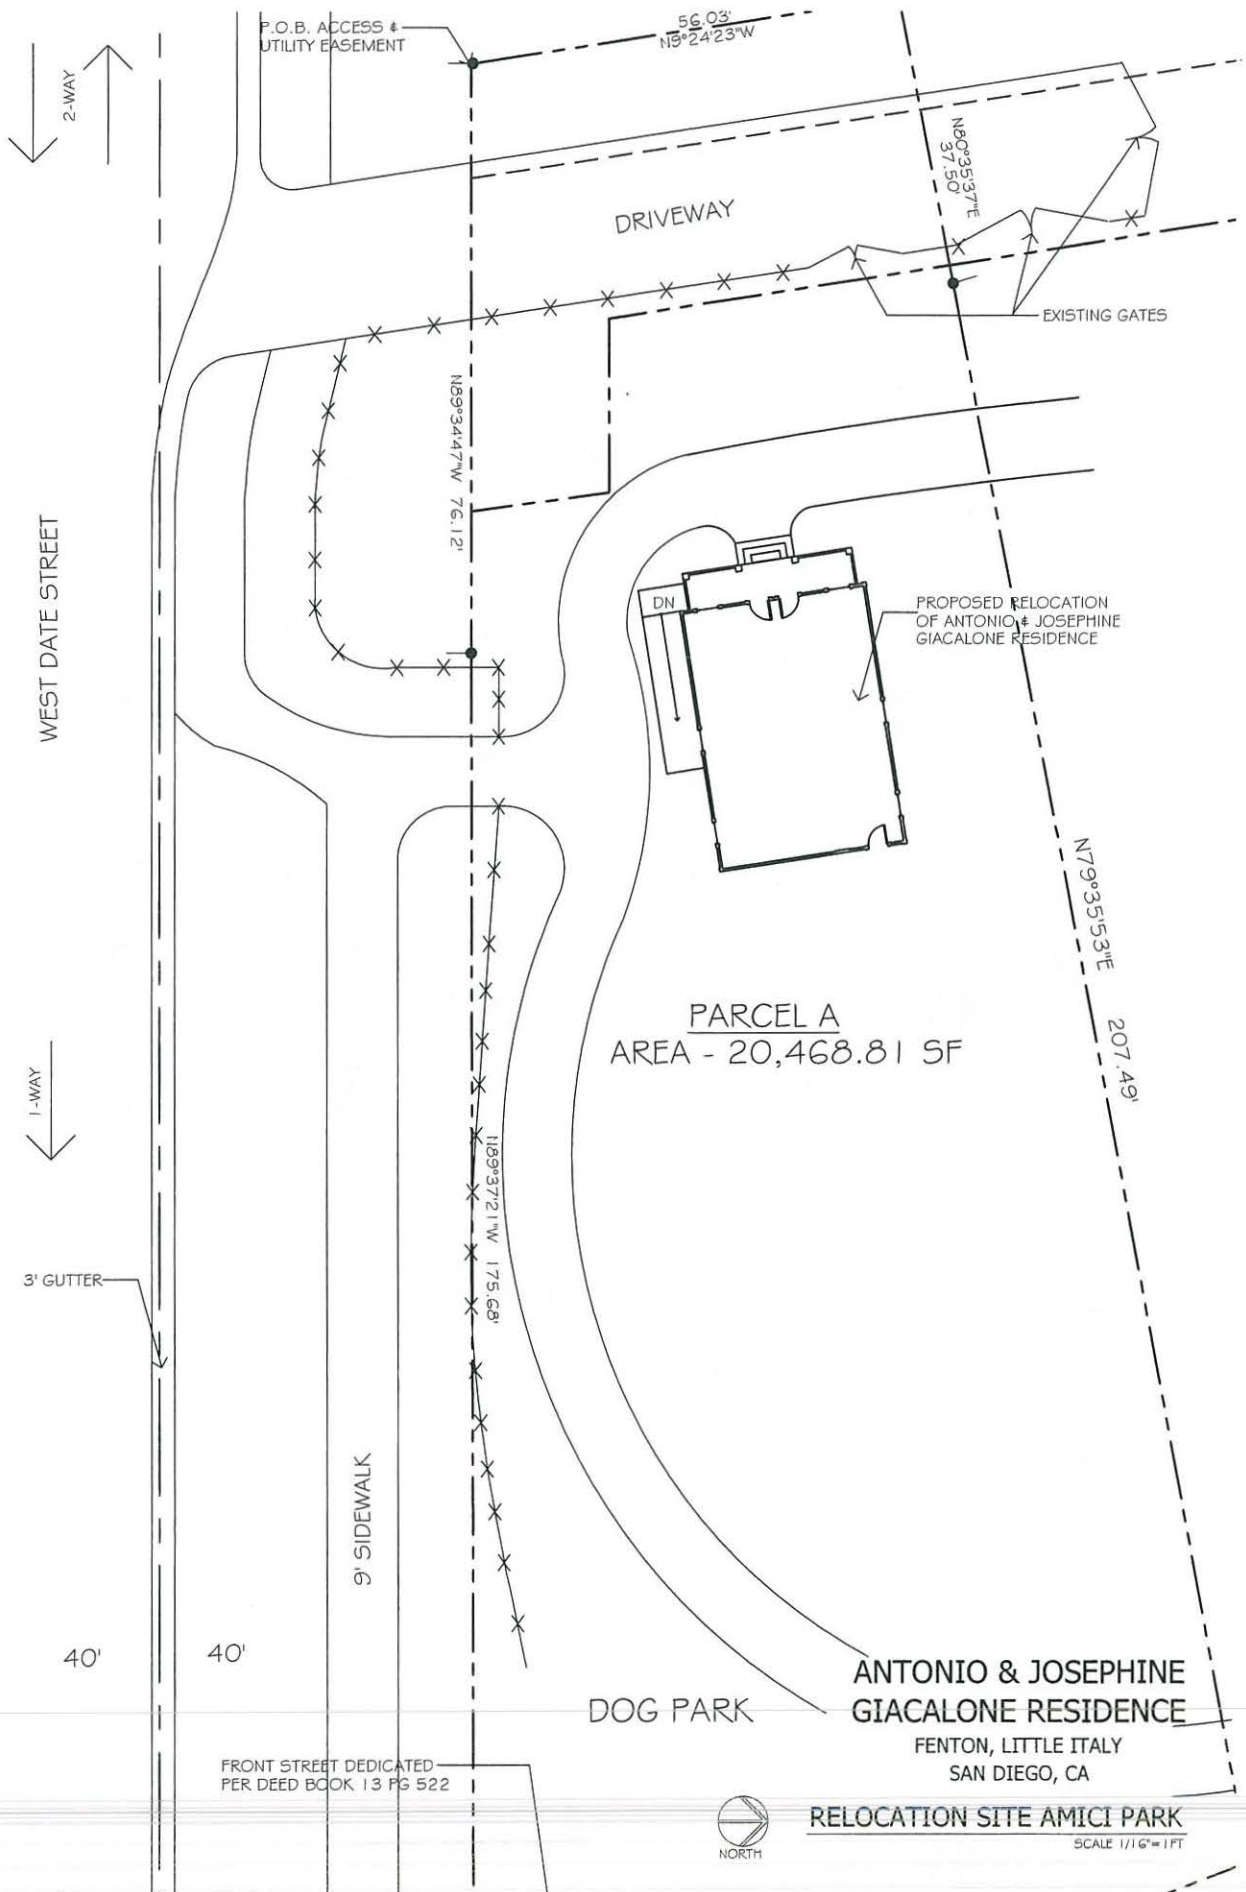 P.O.B. ACCESS &
UTILITY EASEMENT
56.03'
N9°24'23"W
2-WAY
N80°35'37"E
37.50'
DRIVEWAY
EXISTING GATES
N89°34'47"W 76.12'
WEST DATE STREET
DN
PROPOSED RELOCATION
OF ANTONIO & JOSEPHINE
GIACALONE RESIDENCE
N79°35'53"E 207.49'
PARCEL A
AREA - 20,468.81 SF
1-WAY
N89°37'21"W 175.68'
3' GUTTER
9' SIDEWALK
40'
40'
DOG PARK
ANTONIO & JOSEPHINE
GIACALONE RESIDENCE
FENTON, LITTLE ITALY
SAN DIEGO, CA
FRONT STREET DEDICATED
PER DEED BOOK 13 PG 522
NORTH
RELOCATION SITE AMICI PARK
SCALE 1/16"=1FT